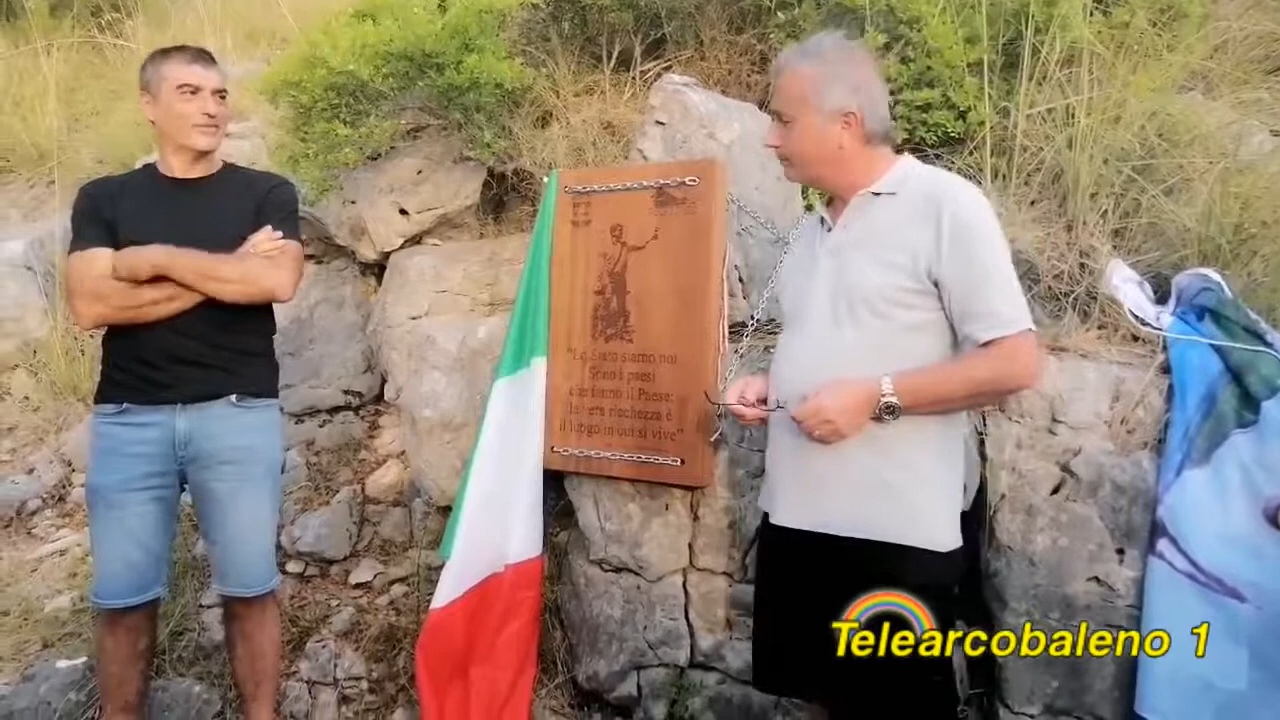 "Lo Stato siamo noi
Sono i paesi
che fanno il Paese:
la vera ricchezza è
il luogo in cui si vive"
Telearcobaleno 1